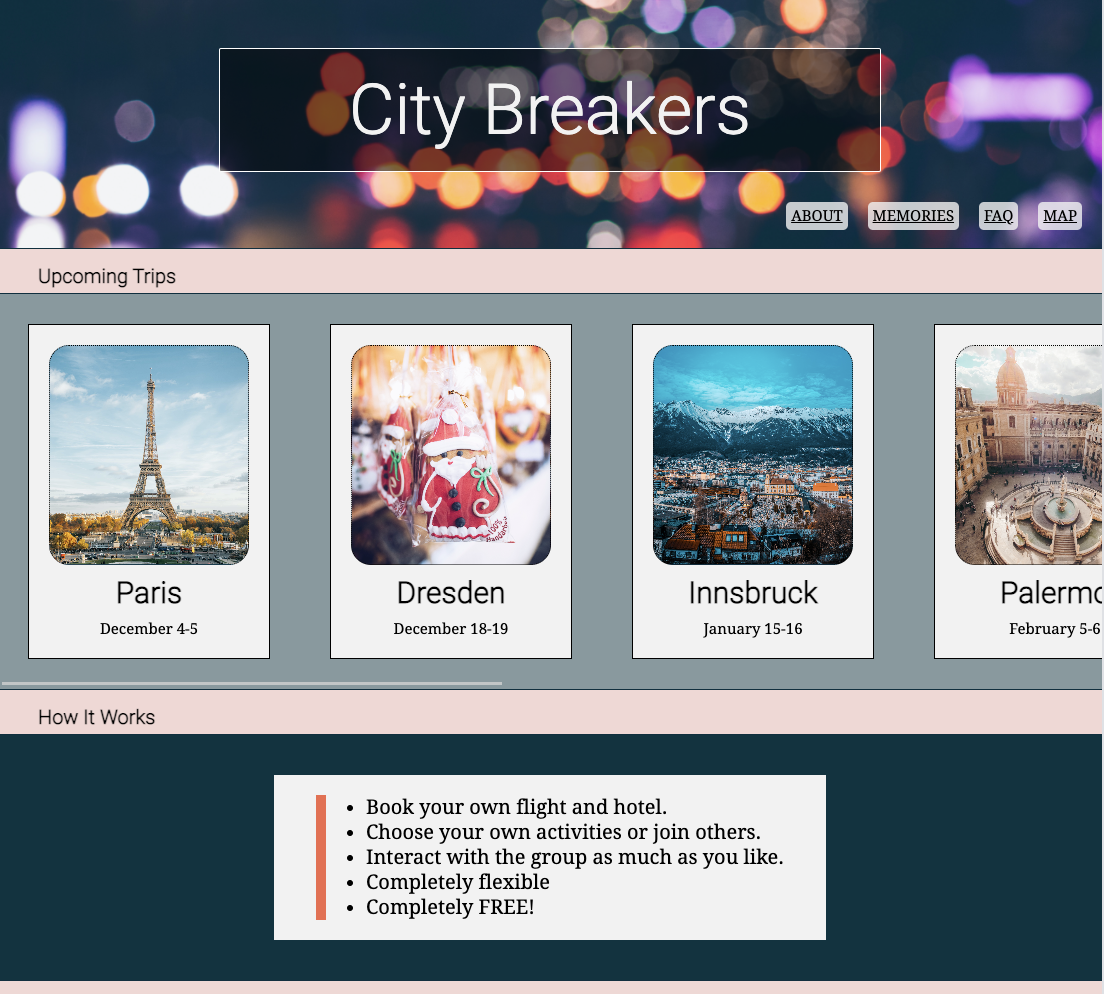 City Breakers
ABOUT MEMORIES FAQ MAP
Upcoming Trips
Paris
December 4-5
Dresden
December 18-19
Innsbruck
January 15-16
February 5-6
How It Works
• Book your own flight and hotel.
• Choose your own activities or join others.
• Interact with the group as much as you like.
• Completely flexible
• Completely FREE!